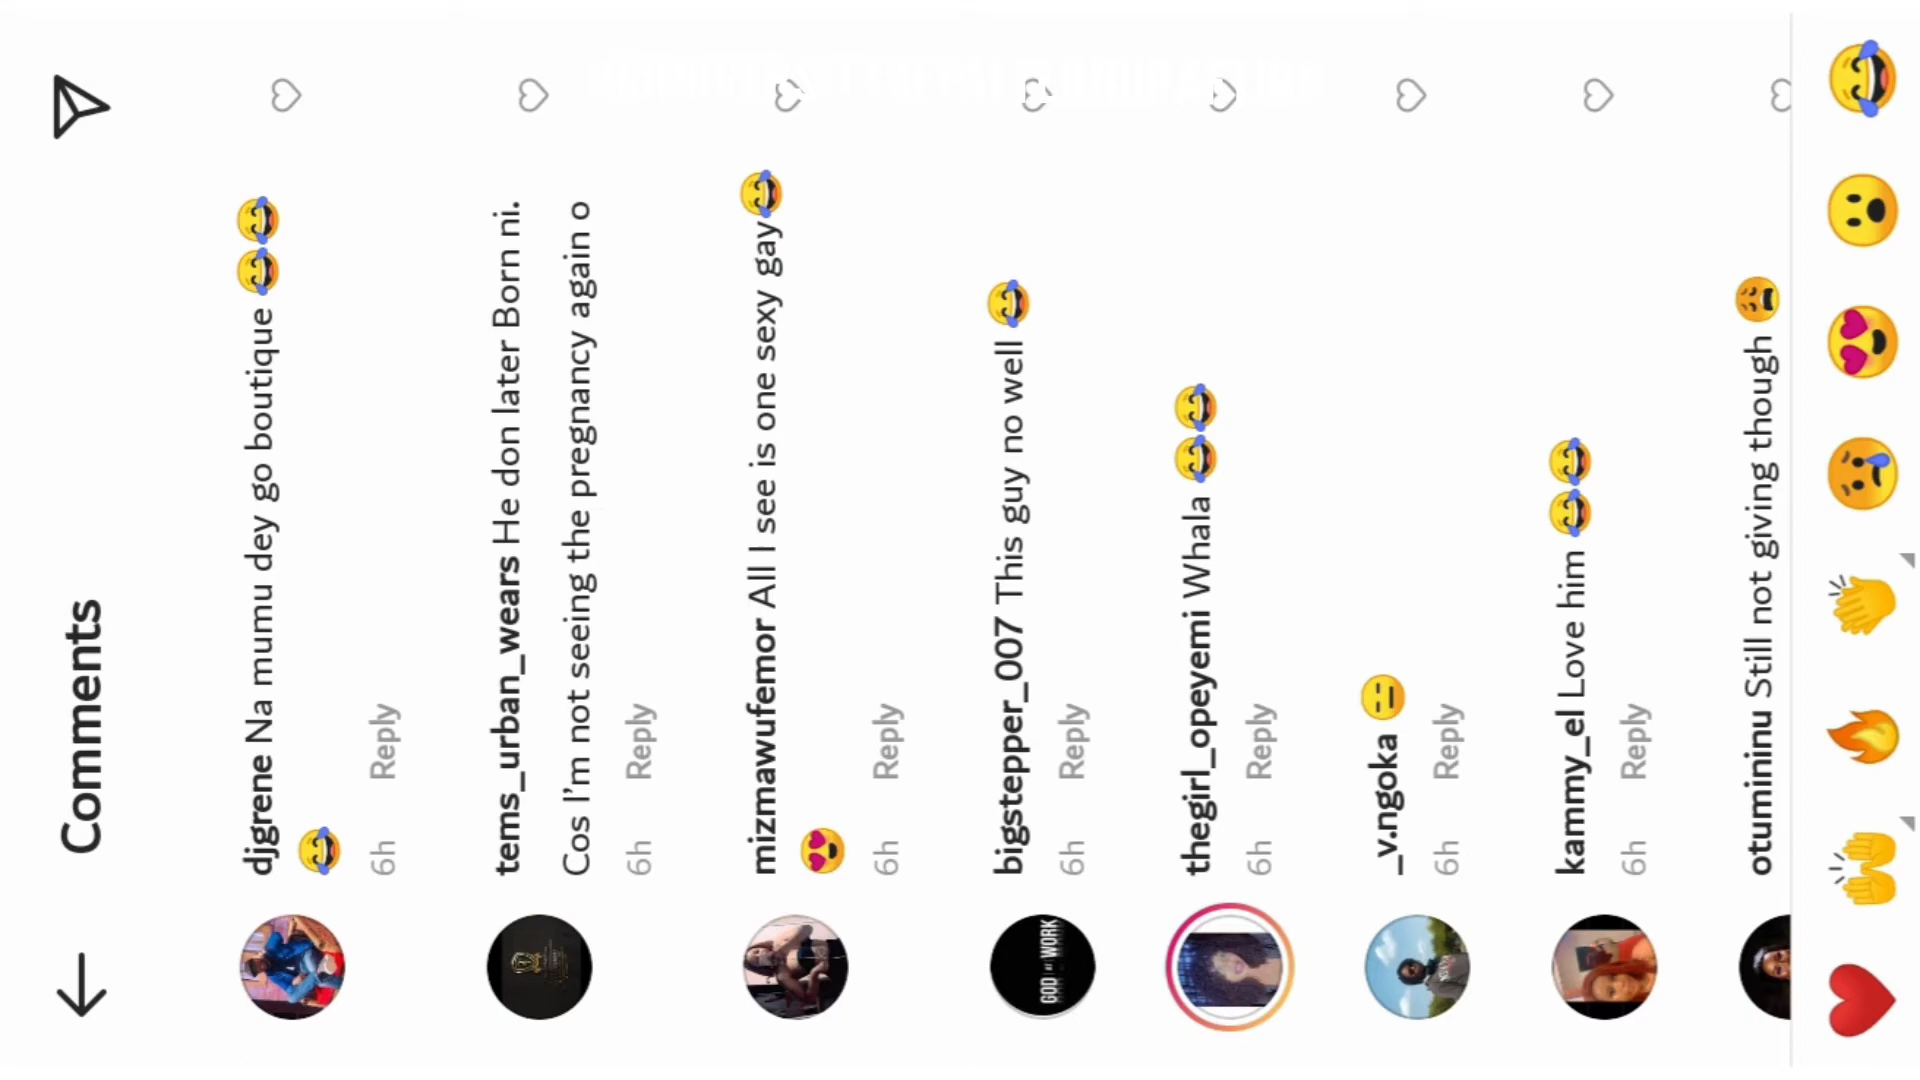 Comments
djgrene Na mumu dey go boutique 😂😂
😂
6h Reply
tems_urban_wears He don later Born ni.
Cos I'm not seeing the pregnancy again o
6h Reply
mizmawufemor All I see is one sexy gay😂
😍
6h Reply
bigstepper_007 This guy no well 😂
6h Reply
thegirl_opeyemi Whala 😂😂
6h Reply
_v.ngoka 😑
6h Reply
kammy_el Love him 😂😂
6h Reply
otumininu Still not giving though 😩
GOD AT WORK